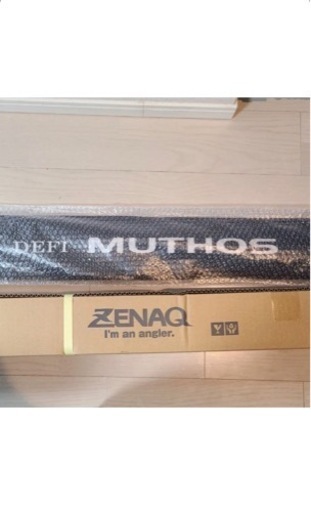 DEFI MUTHOS
ZENAQ
I'm an angler.